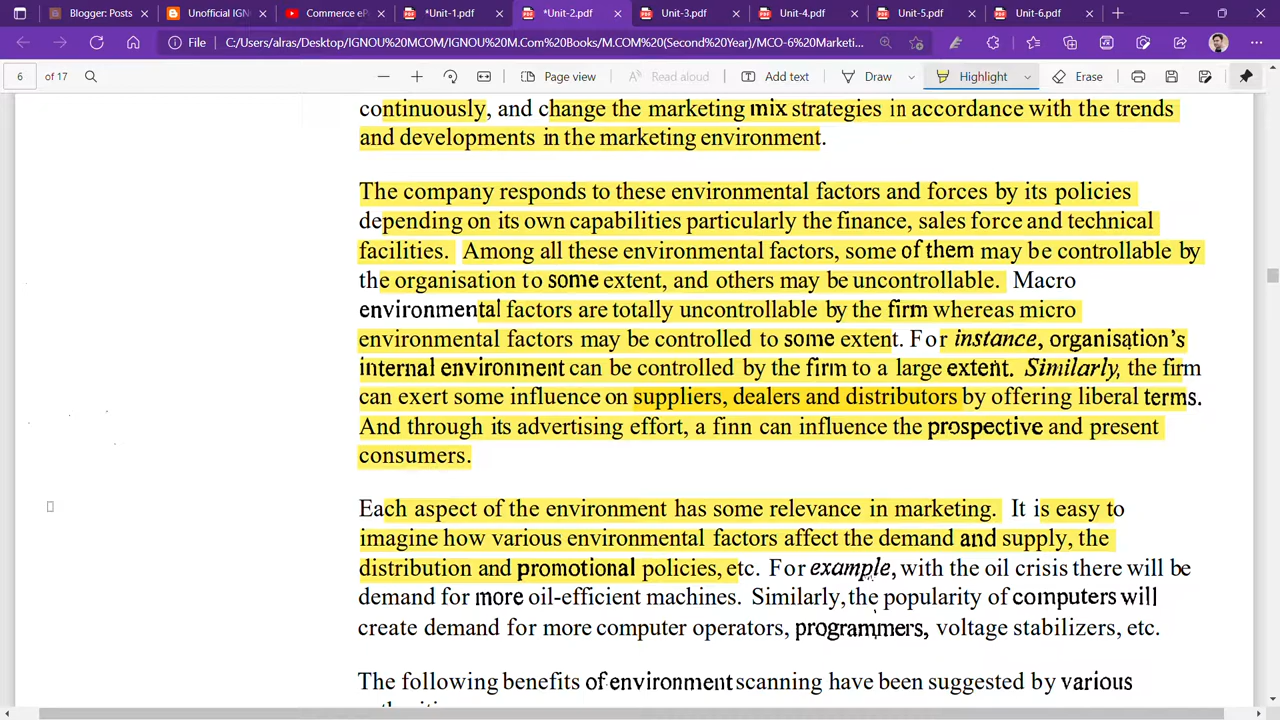 Blogger: Posts
Unofficial IGN
Commerce eP
*Unit-1.pdf
*Unit-2.pdf
Unit-3.pdf
Unit-4.pdf
Unit-5.pdf
Unit-6.pdf
File
C:/Users/alras/Desktop/IGNOU%20MCOM/IGNOU%20M.Com%20Books/M.COM%20(Second%20Year)/MCO-6%20Marketi...
6 of 17
Page view
Read aloud
Add text
Draw
Highlight
Erase
continuously, and change the marketing mix strategies in accordance with the trends
and developments in the marketing environment.
The company responds to these environmental factors and forces by its policies
depending on its own capabilities particularly the finance, sales force and technical
facilities. Among all these environmental factors, some of them may be controllable by
the organisation to some extent, and others may be uncontrollable. Macro
environmental factors are totally uncontrollable by the firm whereas micro
environmental factors may be controlled to some extent. For instance, organisation's
internal environment can be controlled by the firm to a large extent. Similarly, the firm
can exert some influence on suppliers, dealers and distributors by offering liberal terms.
And through its advertising effort, a finn can influence the prospective and present
consumers.
Each aspect of the environment has some relevance in marketing. It is easy to
imagine how various environmental factors affect the demand and supply, the
distribution and promotional policies, etc. For example, with the oil crisis there will be
demand for more oil-efficient machines. Similarly, the popularity of computers will
create demand for more computer operators, programmers, voltage stabilizers, etc.
The following benefits of environment scanning have been suggested by various